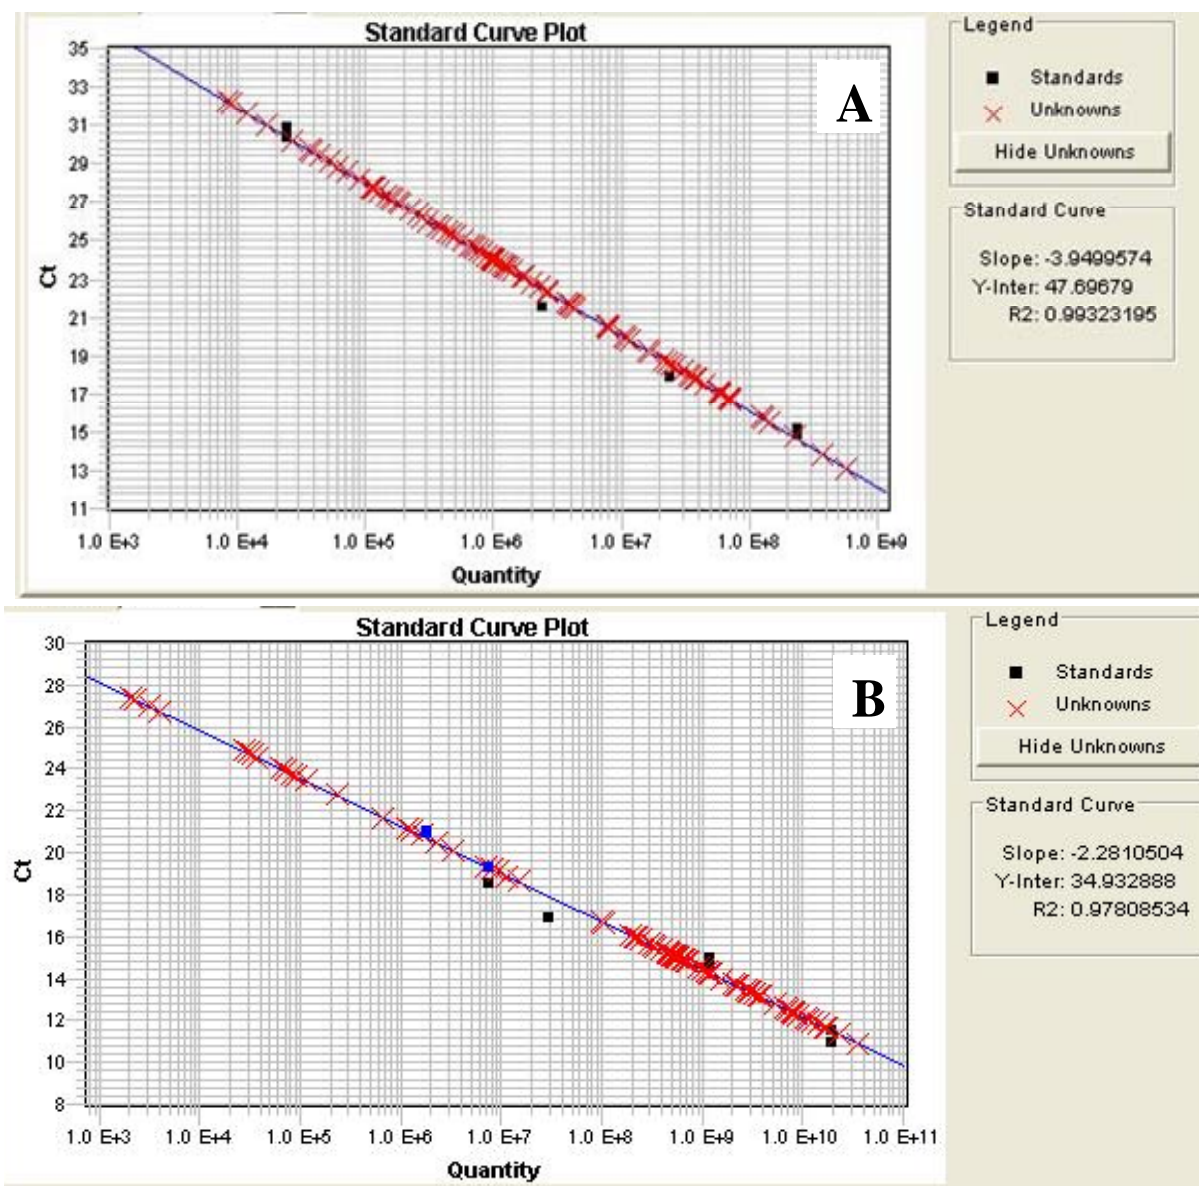 Standard Curve Plot
A
35
33
31
29
27
25
23
21
19
17
15
13
11
Ct
1.0 E+3 1.0 E+4 1.0 E+5 1.0 E+6 1.0 E+7 1.0 E+8 1.0 E+9
Quantity
Legend
Standards
Unknowns
Hide Unknowns
Standard Curve
Slope: -3.9499574
Y-Inter: 47.69679
R2: 0.99323195
Standard Curve Plot
B
30
28
26
24
22
20
18
16
14
12
10
8
Ct
1.0 E+3 1.0 E+4 1.0 E+5 1.0 E+6 1.0 E+7 1.0 E+8 1.0 E+9 1.0 E+10 1.0 E+11
Quantity
Legend
Standards
Unknowns
Hide Unknowns
Standard Curve
Slope: -2.2810504
Y-Inter: 34.932888
R2: 0.97808534